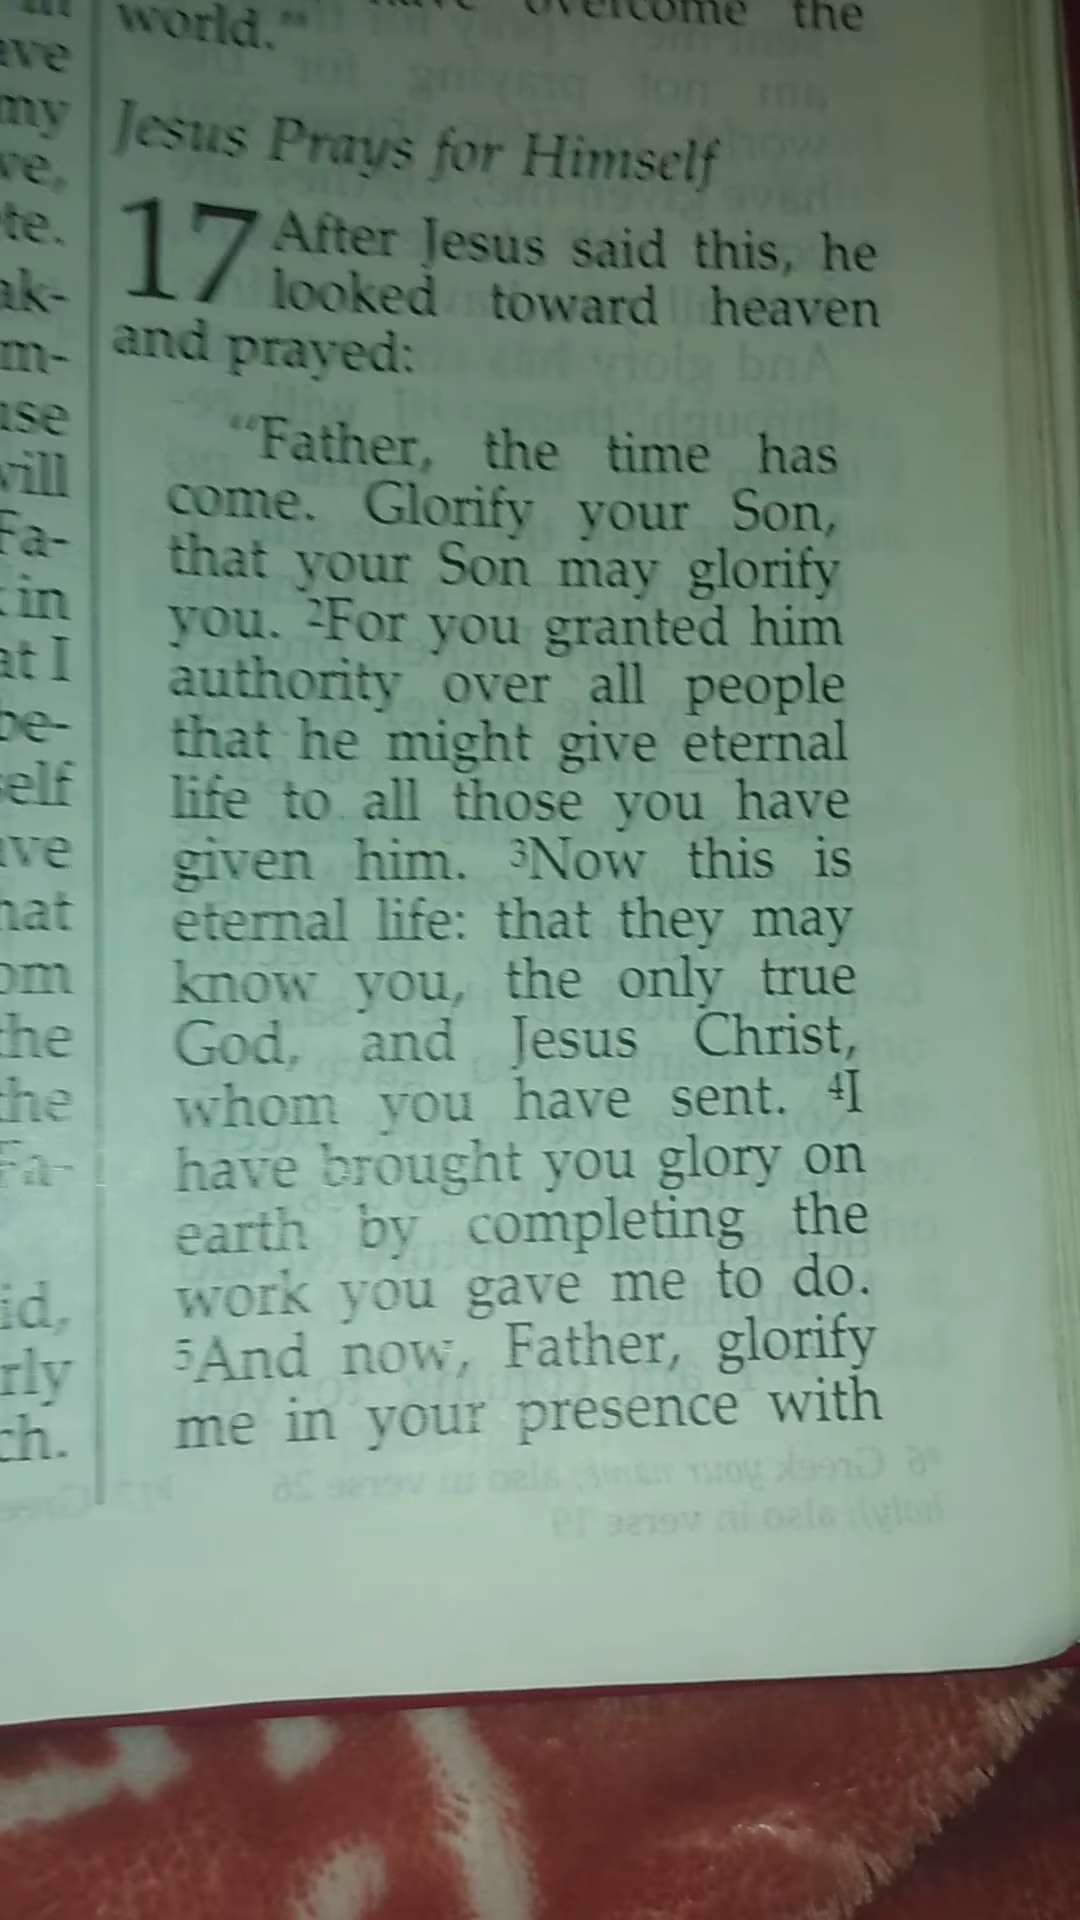 overcome the
world."
Jesus Prays for Himself
17 After Jesus said this, he
looked toward heaven
and prayed:
"Father, the time has
come. Glorify your Son,
that your Son may glorify
you. ²For you granted him
authority over all people
that he might give eternal
life to all those you have
given him. ³Now this is
eternal life: that they may
know you, the only true
God, and Jesus Christ,
whom you have sent. ⁴I
have brought you glory on
earth by completing the
work you gave me to do.
⁵And now, Father, glorify
me in your presence with